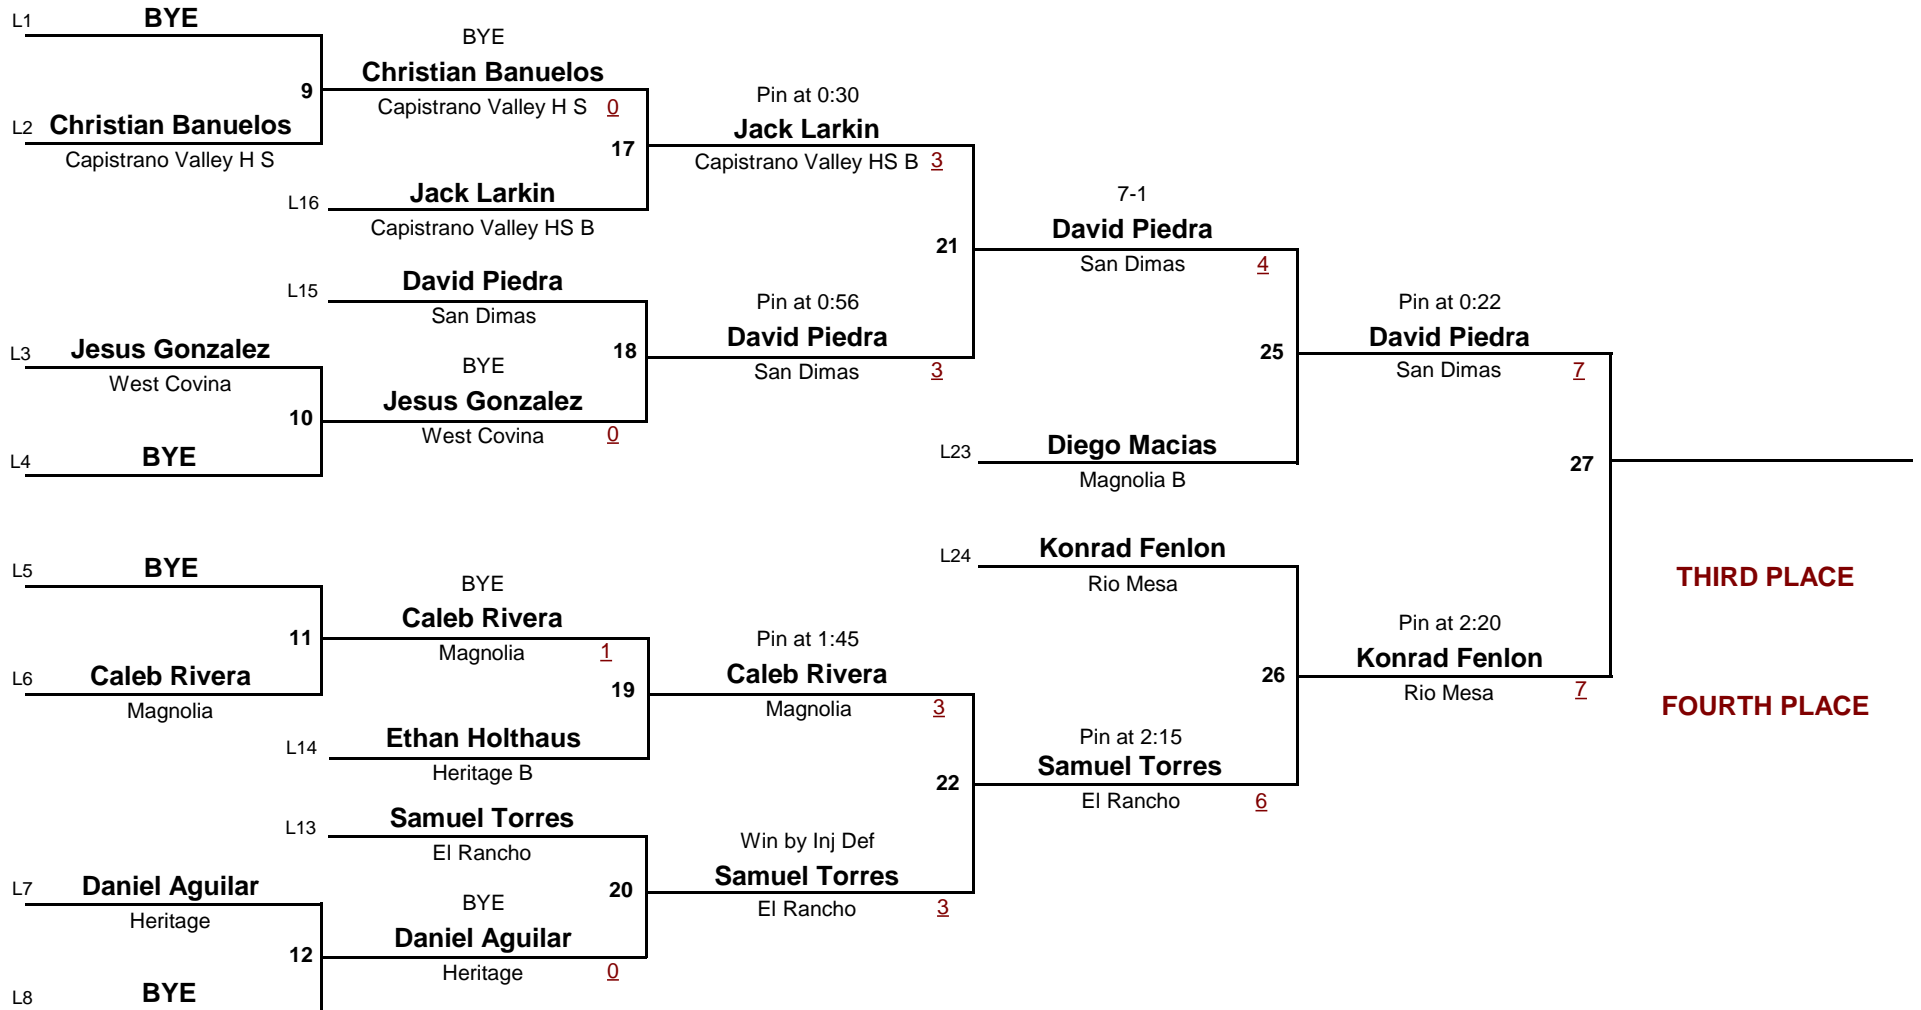 L1 BYE
BYE
Christian Banuelos
9
Capistrano Valley H S 0
L2 Christian Banuelos
Capistrano Valley H S
Pin at 0:30
Jack Larkin
17
Capistrano Valley HS B 3
L16 Jack Larkin
Capistrano Valley HS B
7-1
David Piedra
21
San Dimas 4
L15 David Piedra
San Dimas
Pin at 0:56
David Piedra
18
San Dimas 3
L3 Jesus Gonzalez
West Covina
BYE
Jesus Gonzalez
10
West Covina 0
L4 BYE
Pin at 0:22
David Piedra
25
San Dimas 7
L23 Diego Macias
Magnolia B
27
L24 Konrad Fenlon
Rio Mesa
THIRD PLACE
L5 BYE
BYE
Caleb Rivera
11
Magnolia 1
L6 Caleb Rivera
Magnolia
Pin at 1:45
Caleb Rivera
19
Magnolia 3
Pin at 2:20
Konrad Fenlon
26
Rio Mesa 7
FOURTH PLACE
L14 Ethan Holthaus
Heritage B
Pin at 2:15
Samuel Torres
22
El Rancho 6
L13 Samuel Torres
El Rancho
Win by Inj Def
Samuel Torres
20
El Rancho 3
L7 Daniel Aguilar
Heritage
BYE
Daniel Aguilar
12
Heritage 0
L8 BYE